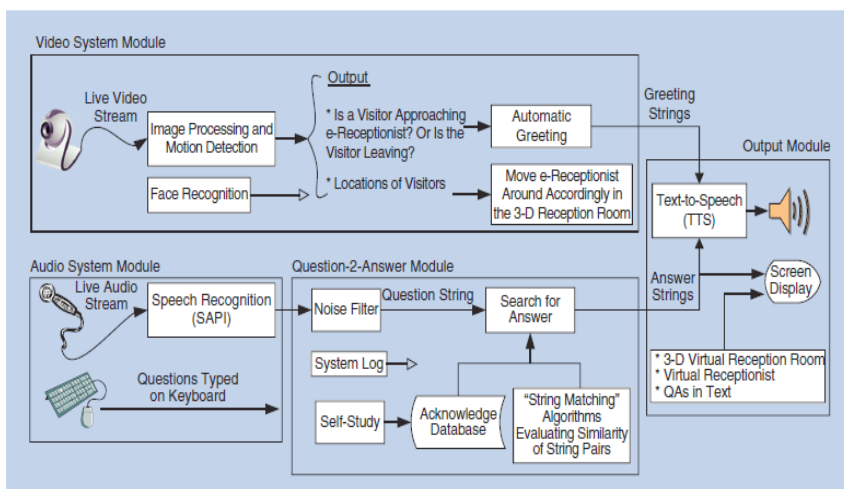 Video System Module
Live Video
Stream
Image Processing and
Motion Detection
Face Recognition
Output
* Is a Visitor Approaching
e-Receptionist? Or Is the
Visitor Leaving?
* Locations of Visitors
Automatic
Greeting
Move e-Receptionist
Around Accordingly in
the 3-D Reception Room
Greeting
Strings
Output Module
Text-to-Speech
(TTS)
Answer
Strings
Screen
Display
* 3-D Virtual Reception Room
* Virtual Receptionist
* QAs in Text
Audio System Module
Live Audio
Stream
Speech Recognition
(SAPI)
Questions Typed
on Keyboard
Question-2-Answer Module
Noise Filter
Question String
Search for
Answer
System Log
Self-Study
Acknowledge
Database
“String Matching”
Algorithms
Evaluating Similarity
of String Pairs